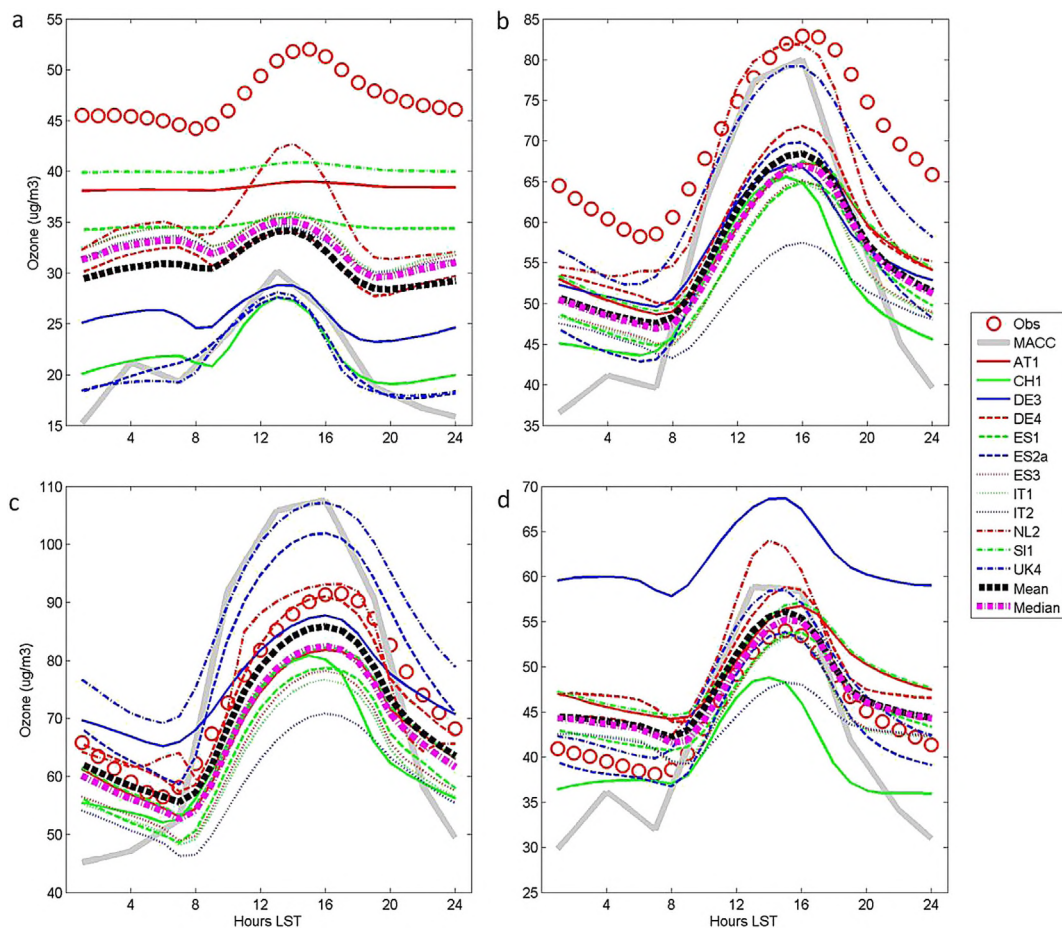 a
b
55
50
45
40
35
30
25
20
15
Ozone (ug/m3)
4
8
12
16
20
24
85
80
75
70
65
60
55
50
45
40
35
4
8
12
16
20
24
c
d
110
100
90
80
70
60
50
40
Ozone (ug/m3)
4
8
12
16
20
24
Hours LST
70
65
60
55
50
45
40
35
30
25
4
8
12
16
20
24
Hours LST
Obs
MACC
AT1
CH1
DE3
DE4
ES1
ES2a
ES3
IT1
IT2
NL2
SI1
UK4
Mean
Median